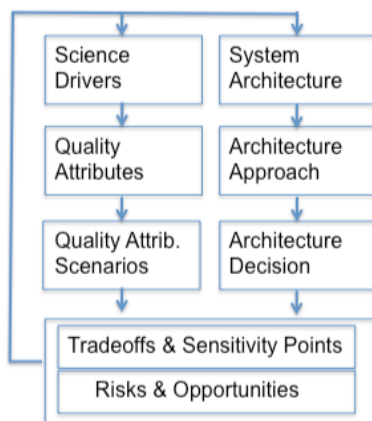 Science
Drivers
System
Architecture
Quality
Attributes
Architecture
Approach
Quality Attrib.
Scenarios
Architecture
Decision
Tradeoffs & Sensitivity Points
Risks & Opportunities